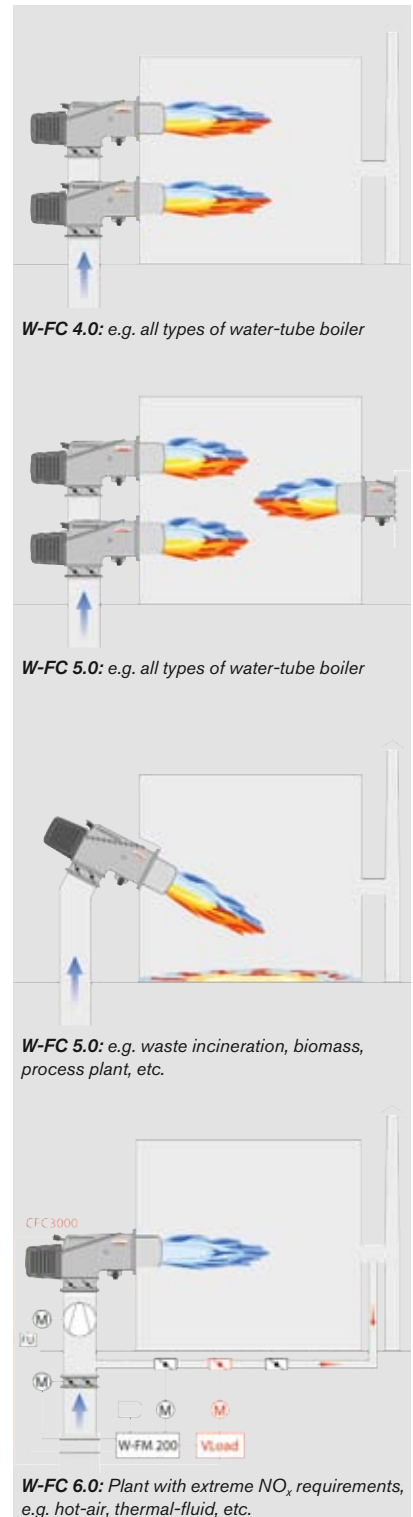 W-FC 4.0: e.g. all types of water-tube boiler
W-FC 5.0: e.g. all types of water-tube boiler
W-FC 5.0: e.g. waste incineration, biomass,
process plant, etc.
CFC3000
M
FU
M
M
M
W-FM 200
VLoad
W-FC 6.0: Plant with extreme NOx requirements,
e.g. hot-air, thermal-fluid, etc.